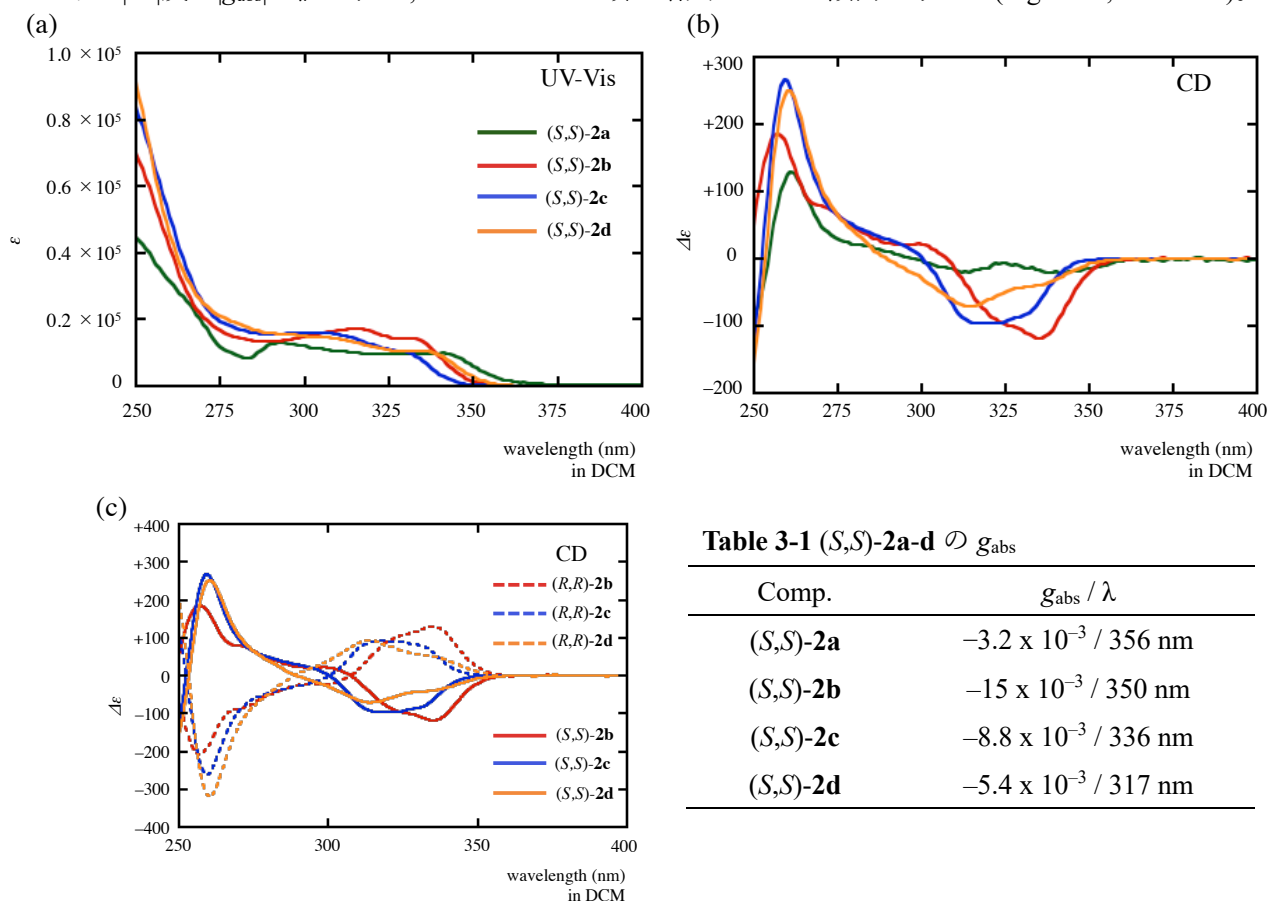 (a)
1.0 × 10⁵
0.8 × 10⁵
0.6 × 10⁵
0.4 × 10⁵
0.2 × 10⁵
0
ε
UV-Vis
(S,S)-2a
(S,S)-2b
(S,S)-2c
(S,S)-2d
250 275 300 325 350 375 400
wavelength (nm)
in DCM
(b)
+300
+200
+100
0
−100
−200
Δε
CD
250 275 300 325 350 375 400
wavelength (nm)
in DCM
(c)
+400
+300
+200
+100
0
−100
−200
−300
−400
Δε
CD
(R,R)-2b
(R,R)-2c
(R,R)-2d
(S,S)-2b
(S,S)-2c
(S,S)-2d
250 300 350 400
wavelength (nm)
in DCM
Table 3-1 (S,S)-2a-d の gabs
Comp. gabs / λ
(S,S)-2a −3.2 x 10⁻³ / 356 nm
(S,S)-2b −15 x 10⁻³ / 350 nm
(S,S)-2c −8.8 x 10⁻³ / 336 nm
(S,S)-2d −5.4 x 10⁻³ / 317 nm